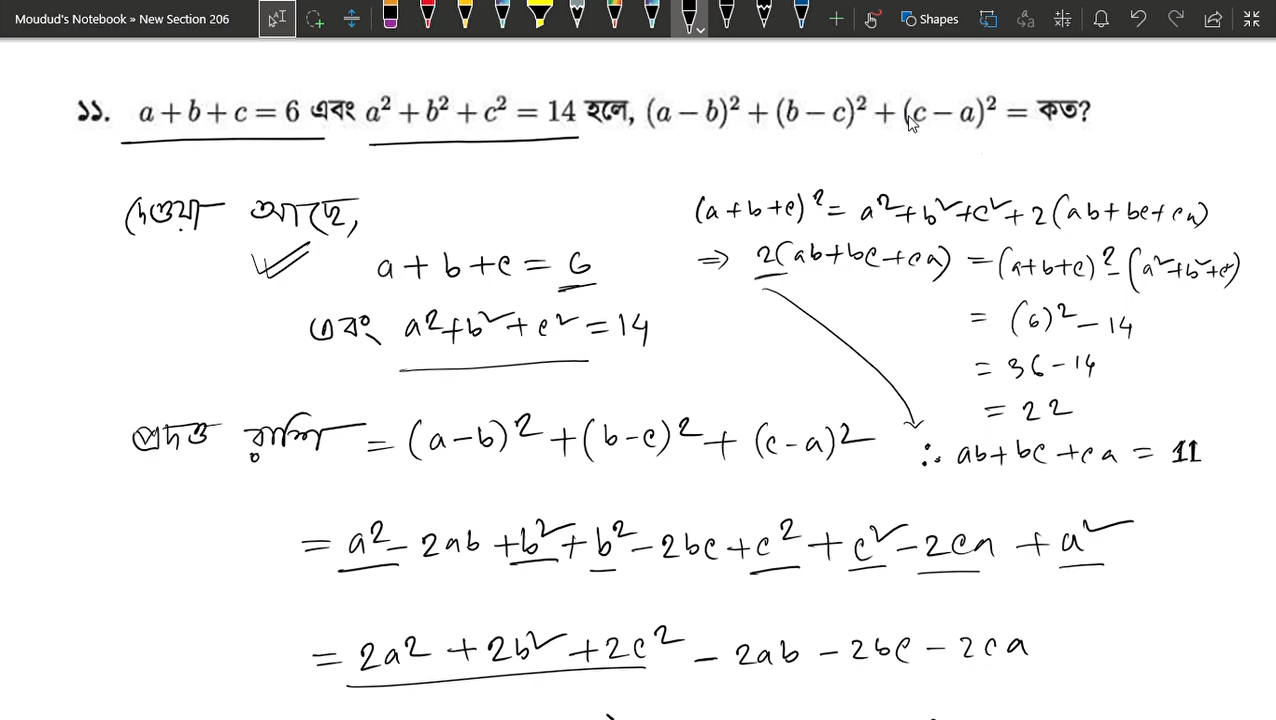 Moudud's Notebook » New Section 206
Shapes
১১. a + b + c = 6 এবং a² + b² + c² = 14 হলে, (a − b)² + (b − c)² + (c − a)² = কত?
দেওয়া আছে,
a + b + c = 6
এবং a² + b² + c² = 14
(a+b+c)² = a² + b² + c² + 2(ab + bc + ca)
⇒ 2(ab + bc + ca) = (a+b+c)² − (a² + b² + c²)
= (6)² − 14
= 36 − 14
= 22
∴ ab + bc + ca = 11
প্রদত্ত রাশি = (a−b)² + (b−c)² + (c−a)²
= a² − 2ab + b² + b² − 2bc + c² + c² − 2ca + a²
= 2a² + 2b² + 2c² − 2ab − 2bc − 2ca